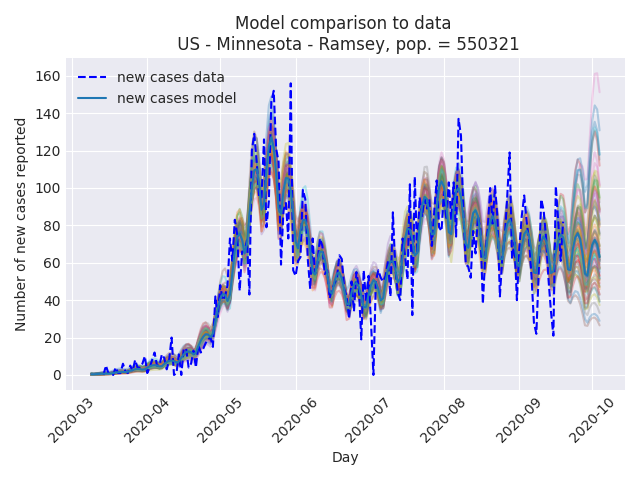 Model comparison to data
US - Minnesota - Ramsey, pop. = 550321
new cases data
new cases model
Number of new cases reported
160
140
120
100
80
60
40
20
0
2020-03
2020-04
2020-05
2020-06
2020-07
2020-08
2020-09
2020-10
Day